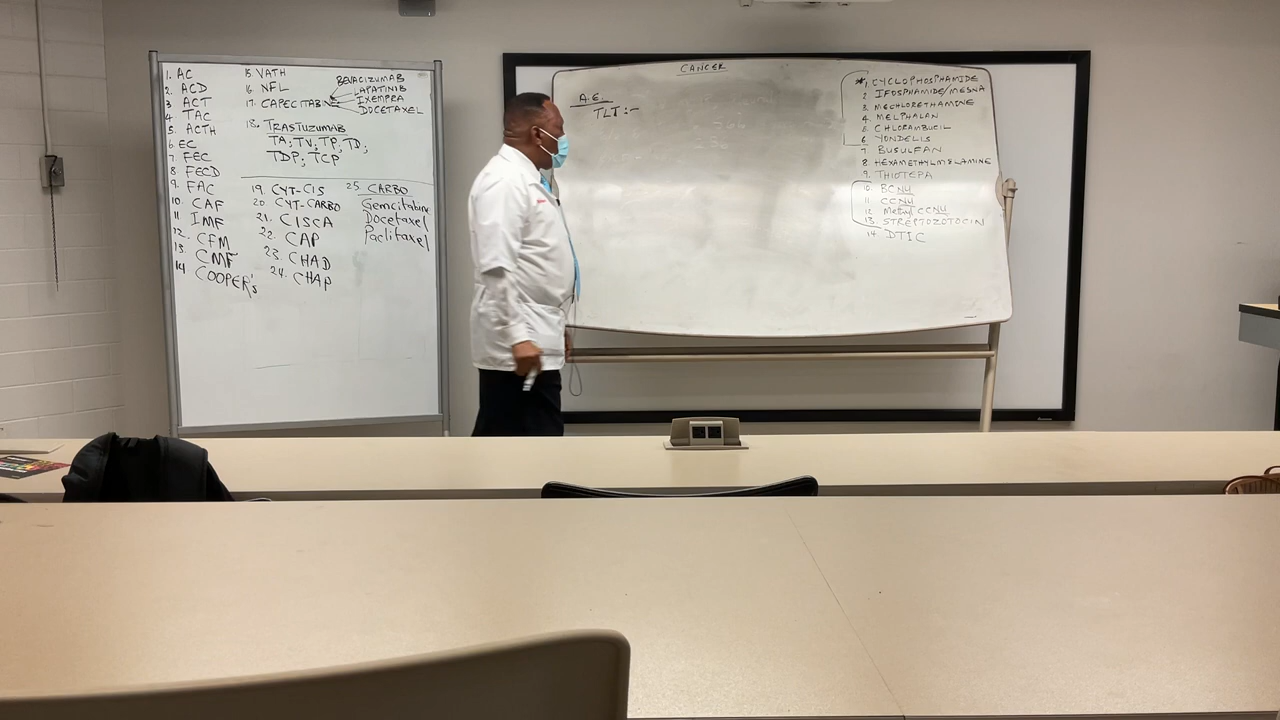 1. AC
2. ACD
3 ACT
4 TAC
5. ACTH
6 EC
7. FEC
8. FECD
9. FAC
10. CAF
11 IMF
12. CFM
13. CMF
14 COOPER's
15. VATH
16. NFL
17. CAPECITABINE
BEVACIZUMAB
LAPATINIB
IXEMPRA
DOCETAXEL
18. TRASTUZUMAB
TA; TV; TP; TD;
TDP; TCP
19. CYT-CIS
20. CYT-CARBO
21. CISCA
22. CAP
23. CHAD
24. CHAP
25 CARBO
Gemcitabine
Docetaxel
Paclitaxel
CANCER
A.E.
TLT:-
*1, CYCLOPHOSPHAMIDE
2 IFOSPHAMIDE/MESNA
3. MECHLORETHAMINE
4. MELPHALAN
5 CHLORAMBUCIL
6 YONDELIS
7. BUSULFAN
8 HEXAMETHYLMELAMINE
9. THIOTEPA
10. BCNU
11 CCNU
12 Methyl CCNU
13. STREPTOZOTOCIN
14. DTIC